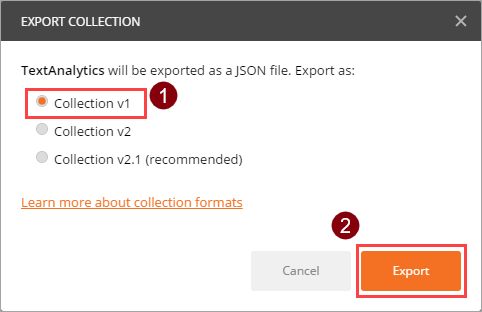 EXPORT COLLECTION
TextAnalytics will be exported as a JSON file. Export as:
Collection v1
1
Collection v2
Collection v2.1 (recommended)
Learn more about collection formats
2
Cancel
Export